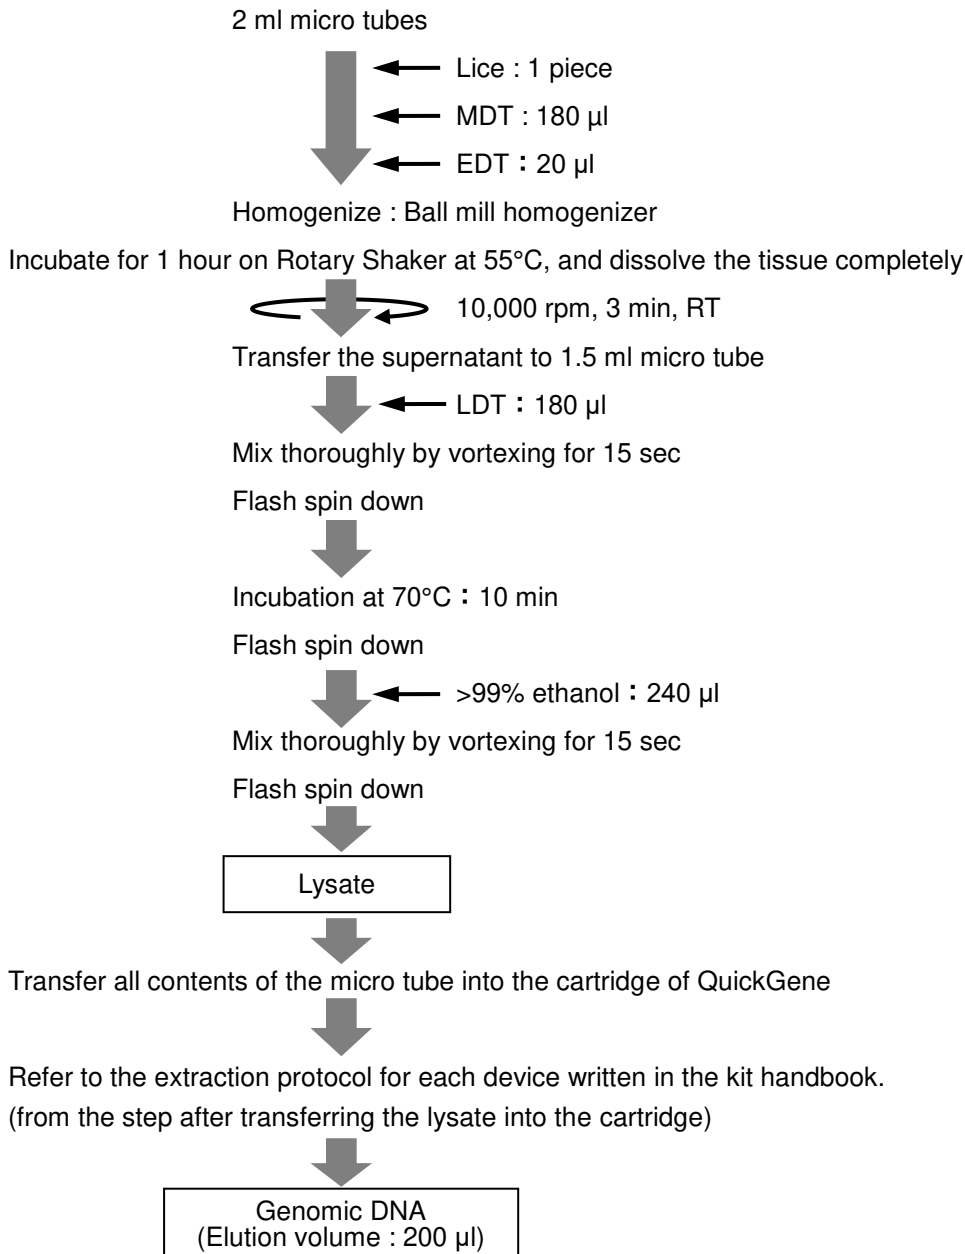 2 ml micro tubes
Lice : 1 piece
MDT : 180 µl
EDT：20 µl
Homogenize : Ball mill homogenizer
Incubate for 1 hour on Rotary Shaker at 55°C, and dissolve the tissue completely
10,000 rpm, 3 min, RT
Transfer the supernatant to 1.5 ml micro tube
LDT：180 µl
Mix thoroughly by vortexing for 15 sec
Flash spin down
Incubation at 70°C：10 min
Flash spin down
>99% ethanol：240 µl
Mix thoroughly by vortexing for 15 sec
Flash spin down
Lysate
Transfer all contents of the micro tube into the cartridge of QuickGene
Refer to the extraction protocol for each device written in the kit handbook.
(from the step after transferring the lysate into the cartridge)
Genomic DNA
(Elution volume : 200 µl)